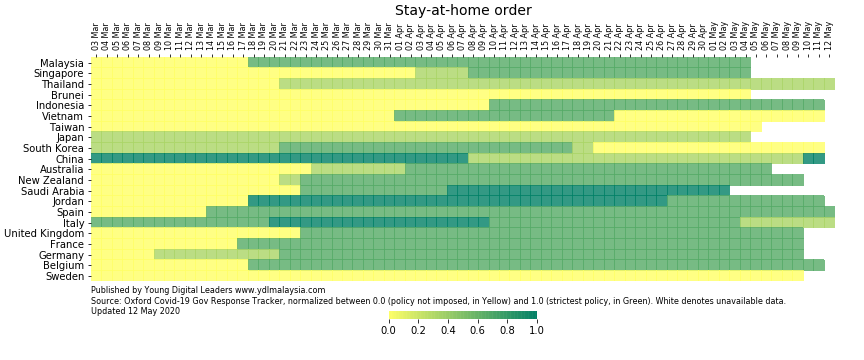 Stay-at-home order
03 Mar
04 Mar
05 Mar
06 Mar
07 Mar
08 Mar
09 Mar
10 Mar
11 Mar
12 Mar
13 Mar
14 Mar
15 Mar
16 Mar
17 Mar
18 Mar
19 Mar
20 Mar
21 Mar
22 Mar
23 Mar
24 Mar
25 Mar
26 Mar
27 Mar
28 Mar
29 Mar
30 Mar
31 Mar
01 Apr
02 Apr
03 Apr
04 Apr
05 Apr
06 Apr
07 Apr
08 Apr
09 Apr
10 Apr
11 Apr
12 Apr
13 Apr
14 Apr
15 Apr
16 Apr
17 Apr
18 Apr
19 Apr
20 Apr
21 Apr
22 Apr
23 Apr
24 Apr
25 Apr
26 Apr
27 Apr
28 Apr
29 Apr
30 Apr
01 May
02 May
03 May
04 May
05 May
06 May
07 May
08 May
09 May
10 May
11 May
12 May
Malaysia
Singapore
Thailand
Brunei
Indonesia
Vietnam
Taiwan
Japan
South Korea
China
Australia
New Zealand
Saudi Arabia
Jordan
Spain
Italy
United Kingdom
France
Germany
Belgium
Sweden
Published by Young Digital Leaders www.ydlmalaysia.com
Source: Oxford Covid-19 Gov Response Tracker, normalized between 0.0 (policy not imposed, in Yellow) and 1.0 (strictest policy, in Green). White denotes unavailable data.
Updated 12 May 2020
0.0 0.2 0.4 0.6 0.8 1.0